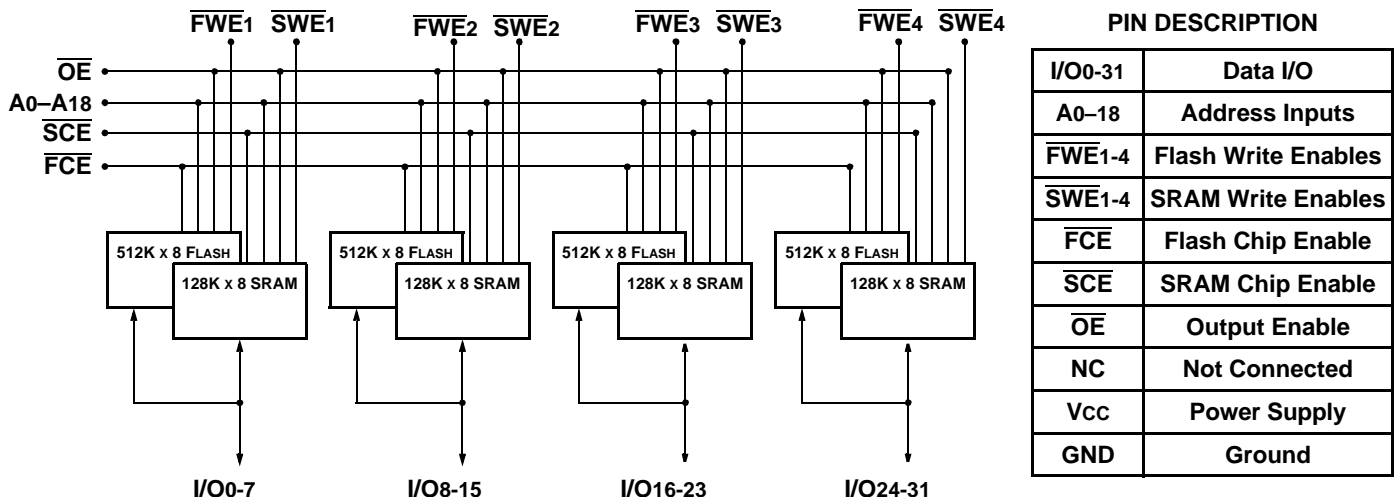 FWE1 SWE1 FWE2 SWE2 FWE3 SWE3 FWE4 SWE4
OE
A0–A18
SCE
FCE
512K x 8 FLASH 512K x 8 FLASH 512K x 8 FLASH 512K x 8 FLASH
128K x 8 SRAM 128K x 8 SRAM 128K x 8 SRAM 128K x 8 SRAM
I/O0-7 I/O8-15 I/O16-23 I/O24-31
PIN DESCRIPTION
I/O0-31 Data I/O
A0–18 Address Inputs
FWE1-4 Flash Write Enables
SWE1-4 SRAM Write Enables
FCE Flash Chip Enable
SCE SRAM Chip Enable
OE Output Enable
NC Not Connected
VCC Power Supply
GND Ground